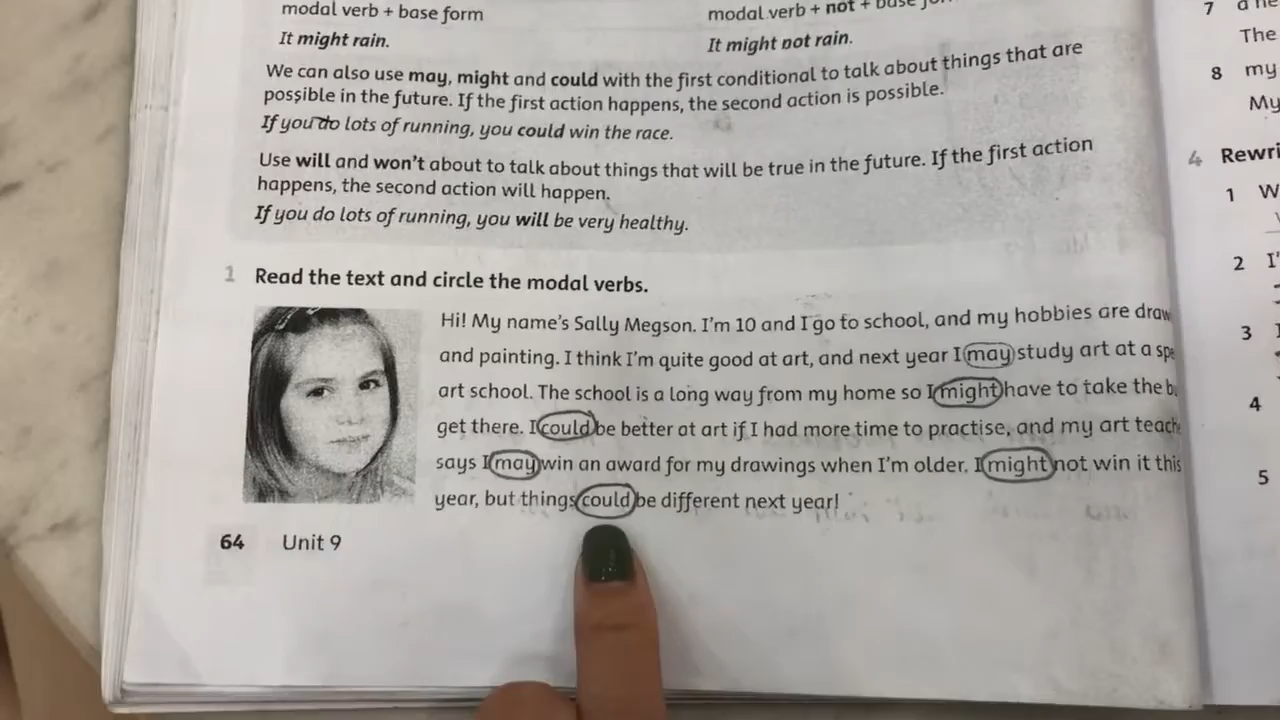 modal verb + base form
modal verb + not + base
It might rain.
It might not rain.
We can also use may, might and could with the first conditional to talk about things that are
possible in the future. If the first action happens, the second action is possible.
If you do lots of running, you could win the race.
Use will and won't about to talk about things that will be true in the future. If the first action
happens, the second action will happen.
If you do lots of running, you will be very healthy.
1 Read the text and circle the modal verbs.
Hi! My name's Sally Megson. I'm 10 and I go to school, and my hobbies are draw
and painting. I think I'm quite good at art, and next year I may study art at a spe
art school. The school is a long way from my home so I might have to take the b
get there. I could be better at art if I had more time to practise, and my art teach
says I may win an award for my drawings when I'm older. I might not win it this
year, but things could be different next year!
64 Unit 9
7 a he
The
8 my
My
4 Rewri
1 W
2 I'
3
4
5